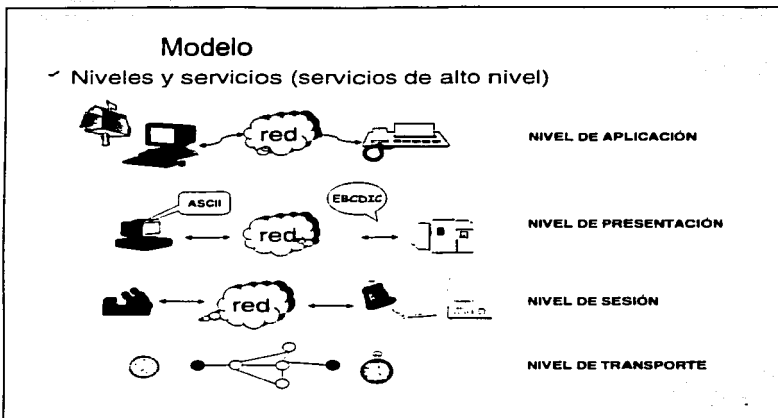 Modelo
Niveles y servicios (servicios de alto nivel)
red
NIVEL DE APLICACIÓN
ASCII
EBCDIC
red
NIVEL DE PRESENTACIÓN
red
NIVEL DE SESIÓN
NIVEL DE TRANSPORTE